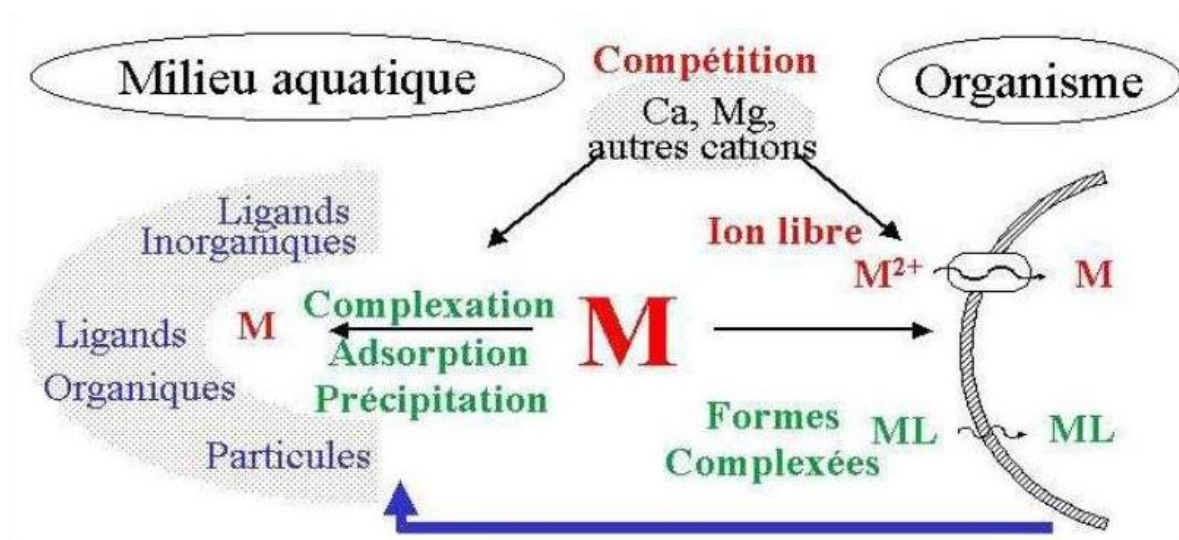 Milieu aquatique
Compétition
Ca, Mg,
autres cations
Organisme
Ligands
Inorganiques
Ligands
Organiques
Particules
M
Complexation
Adsorption
Précipitation
M
Ion libre
M²⁺
M
Formes
Complexées
ML
ML